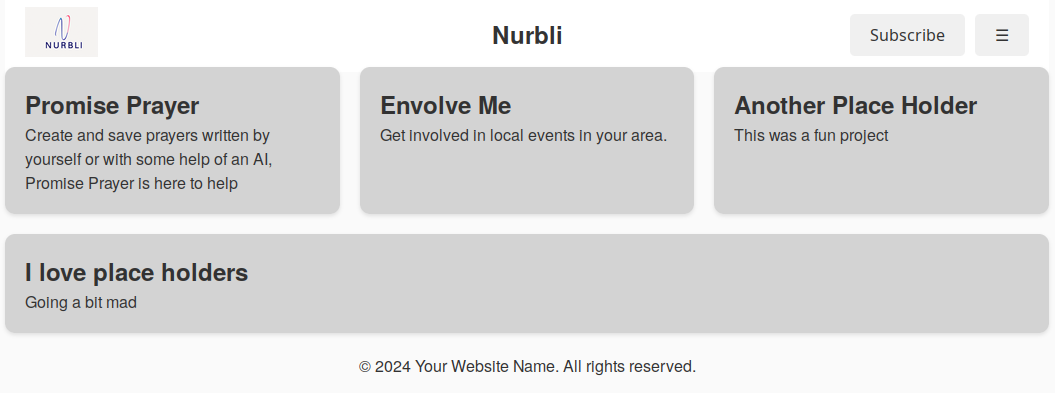 NURBLI
Nurbli
Subscribe
☰
Promise Prayer
Create and save prayers written by
yourself or with some help of an AI,
Promise Prayer is here to help
Envolve Me
Get involved in local events in your area.
Another Place Holder
This was a fun project
I love place holders
Going a bit mad
© 2024 Your Website Name. All rights reserved.